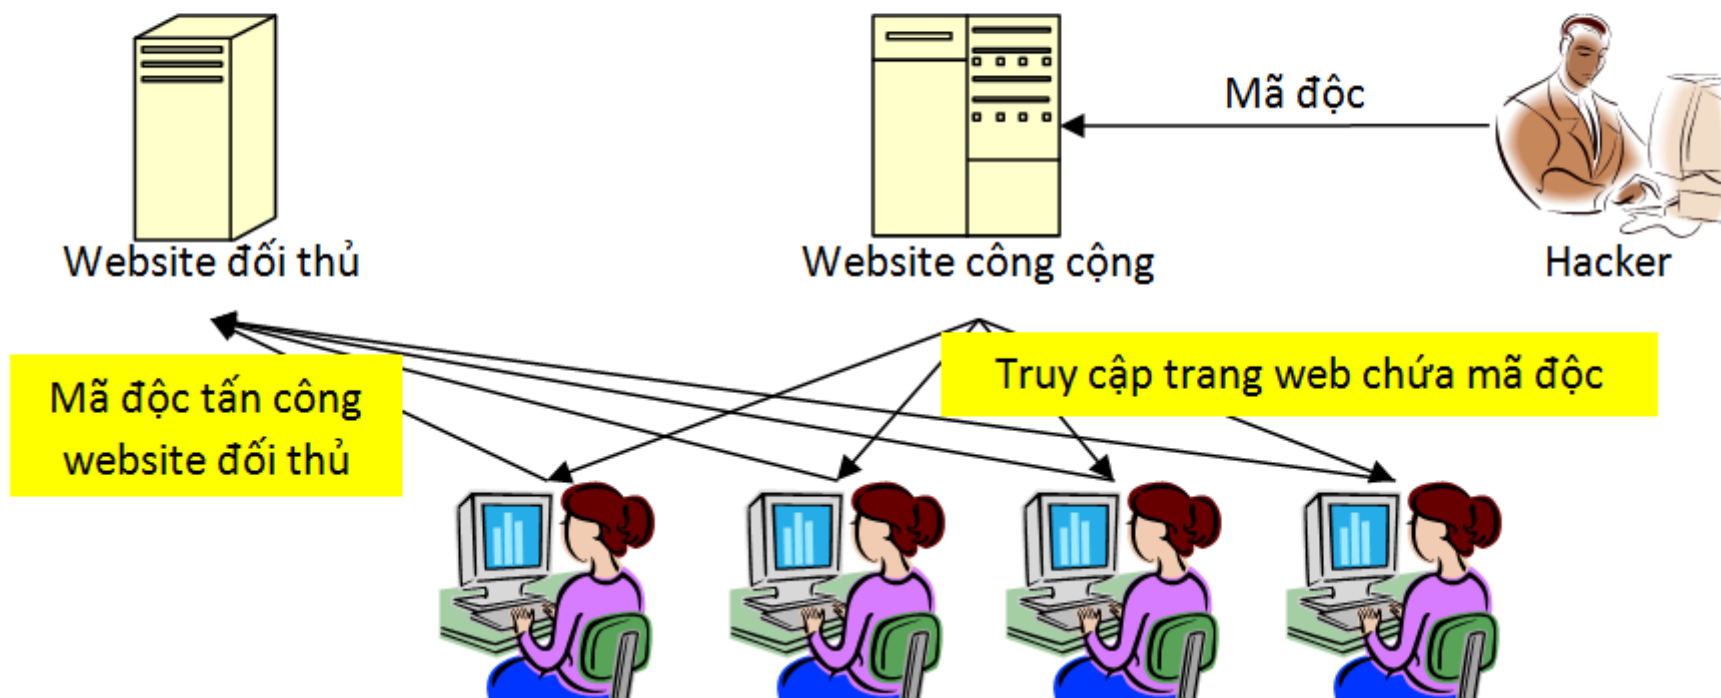 Mã độc
Website đối thủ
Website công cộng
Hacker
Mã độc tấn công
website đối thủ
Truy cập trang web chứa mã độc